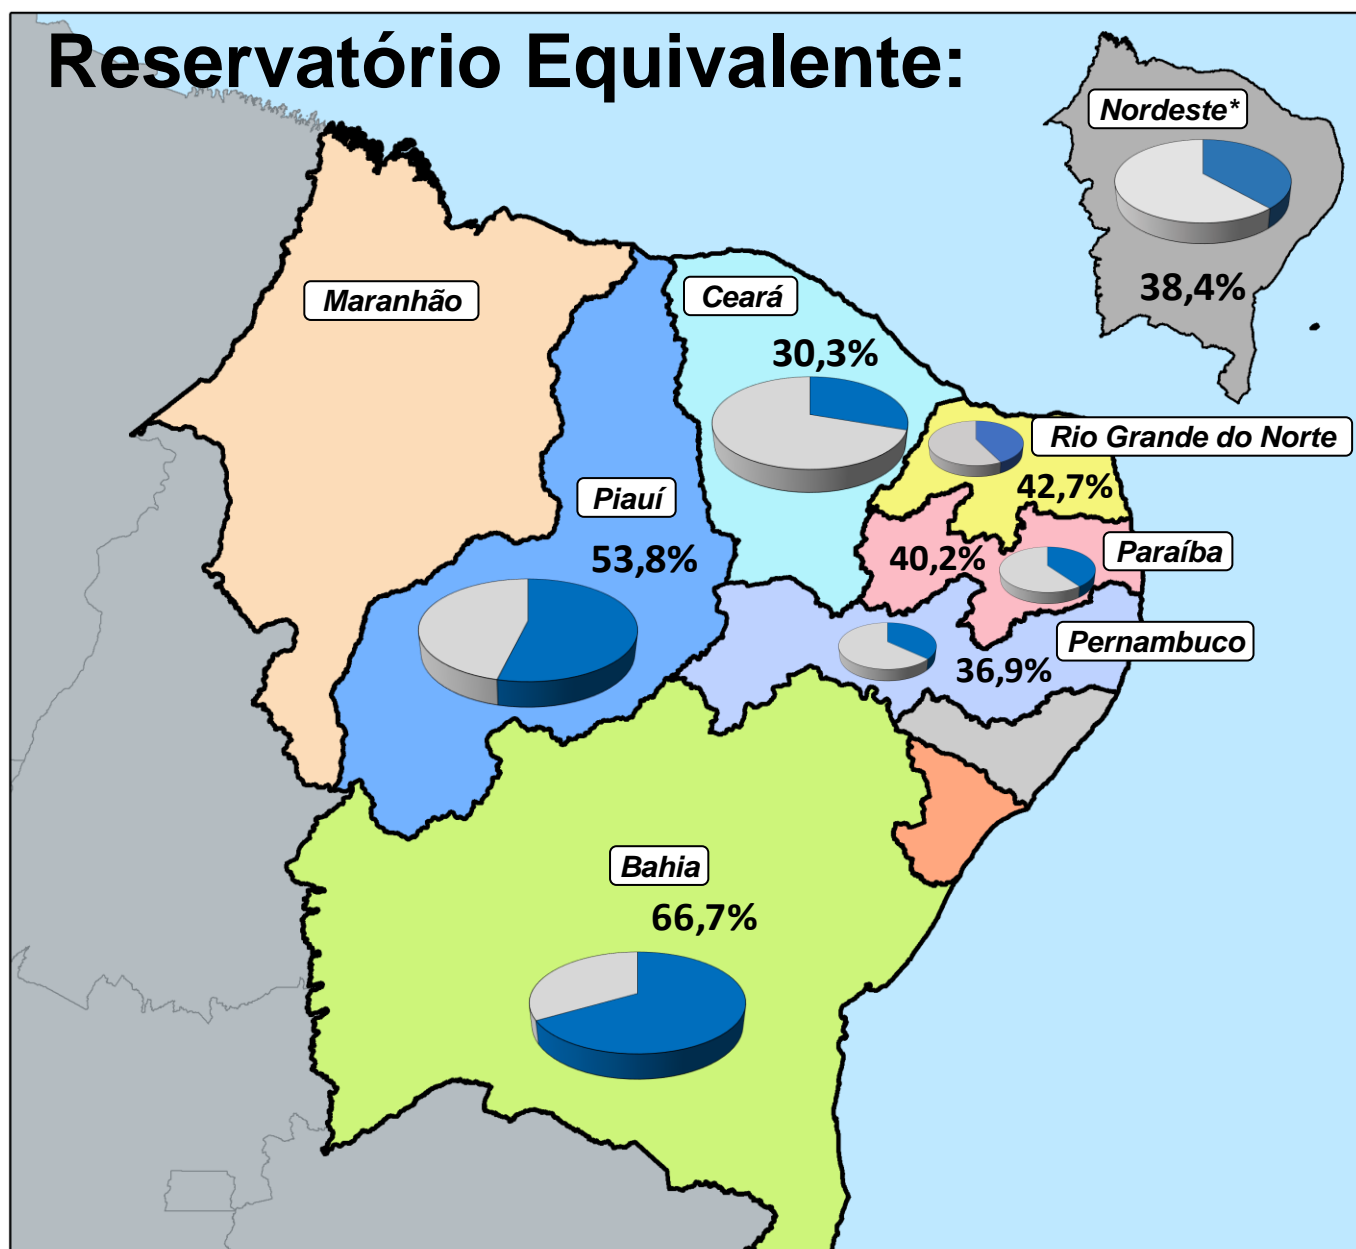 Reservatório Equivalente:
Nordeste*
38,4%
Maranhão
Ceará
30,3%
Rio Grande do Norte
42,7%
Piauí
53,8%
Paraíba
40,2%
Pernambuco
36,9%
Bahia
66,7%